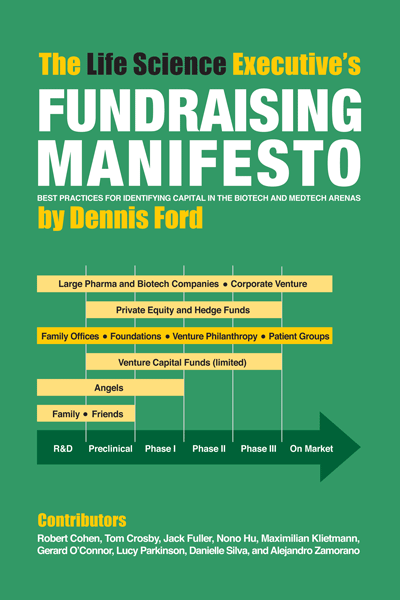 The Life Science Executive's
FUNDRAISING
MANIFESTO
BEST PRACTICES FOR IDENTIFYING CAPITAL IN THE BIOTECH AND MEDTECH ARENAS
by Dennis Ford
Large Pharma and Biotech Companies ● Corporate Venture
Private Equity and Hedge Funds
Family Offices ● Foundations ● Venture Philanthropy ● Patient Groups
Venture Capital Funds (limited)
Angels
Family ● Friends
R&D Preclinical Phase I Phase II Phase III On Market
Contributors
Robert Cohen, Tom Crosby, Jack Fuller, Nono Hu, Maximilian Klietmann,
Gerard O'Connor, Lucy Parkinson, Danielle Silva, and Alejandro Zamorano